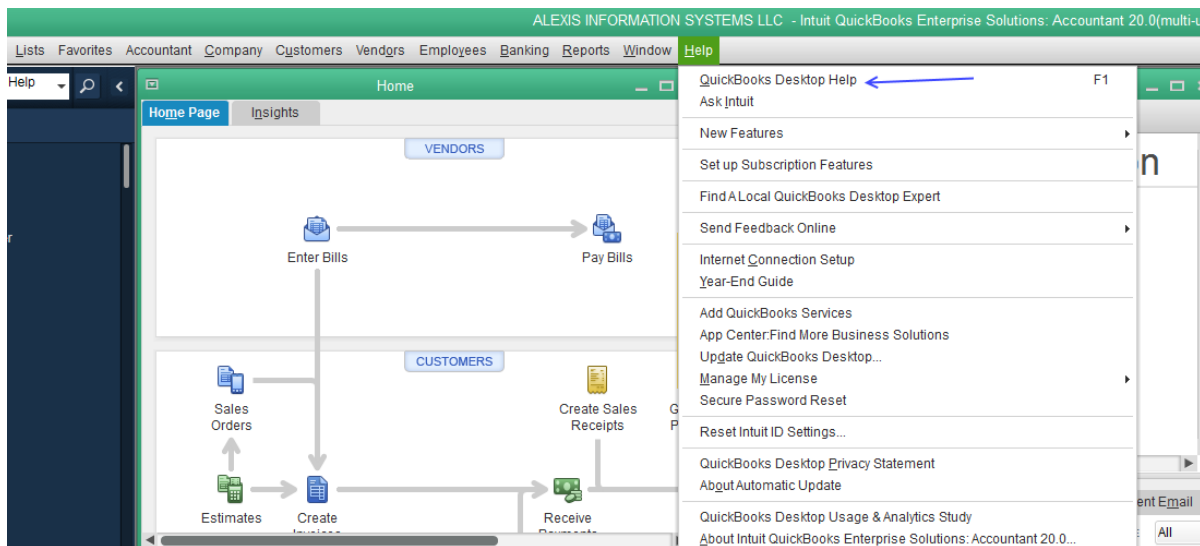 ALEXIS INFORMATION SYSTEMS LLC - Intuit QuickBooks Enterprise Solutions: Accountant 20.0(multi-u
Lists Favorites Accountant Company Customers Vendors Employees Banking Reports Window Help
Help
Home
Home Page Insights
VENDORS
Enter Bills
Pay Bills
CUSTOMERS
Sales
Orders
Create Sales
Receipts
Estimates
Create
Receive
QuickBooks Desktop Help F1
Ask Intuit
New Features
Set up Subscription Features
Find A Local QuickBooks Desktop Expert
Send Feedback Online
Internet Connection Setup
Year-End Guide
Add QuickBooks Services
App Center:Find More Business Solutions
Update QuickBooks Desktop...
Manage My License
Secure Password Reset
Reset Intuit ID Settings...
QuickBooks Desktop Privacy Statement
About Automatic Update
QuickBooks Desktop Usage & Analytics Study
About Intuit QuickBooks Enterprise Solutions: Accountant 20.0...
n
ent Email
All